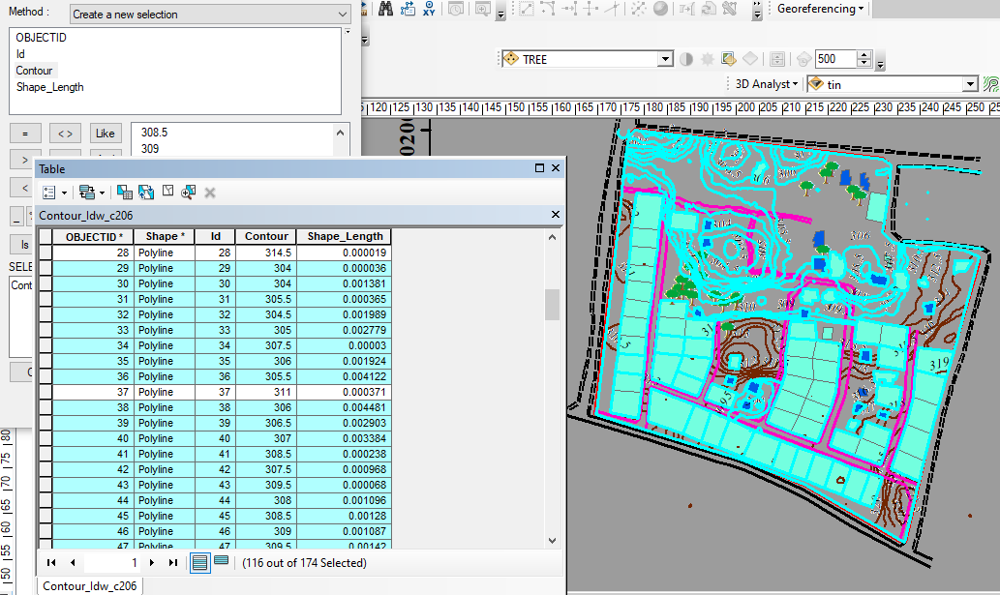 Method : Create a new selection
OBJECTID
Id
Contour
Shape_Length
= < > Like
308.5
309
>
<
_
Is
SELE
Cont
XY
Georeferencing
TREE
500
3D Analyst
tin
120 125 130 135 140 145 150 155 160 165 170 175 180 185 190 195 200 205 210 215 220 225 230 235 240 245 250
0200
Table
Contour_ldw_c206
OBJECTID * Shape * Id Contour Shape_Length
28 Polyline 28 314.5 0.000019
29 Polyline 29 304 0.000036
30 Polyline 30 304 0.001381
31 Polyline 31 305.5 0.000365
32 Polyline 32 304.5 0.001989
33 Polyline 33 305 0.002779
34 Polyline 34 307.5 0.00003
35 Polyline 35 306 0.001924
36 Polyline 36 305.5 0.004122
37 Polyline 37 311 0.000371
38 Polyline 38 306 0.004481
39 Polyline 39 306.5 0.002903
40 Polyline 40 307 0.003384
41 Polyline 41 308.5 0.000238
42 Polyline 42 307.5 0.000968
43 Polyline 43 309.5 0.000068
44 Polyline 44 308 0.001096
45 Polyline 45 308.5 0.00128
46 Polyline 46 309 0.001087
47 Polyline 47 309.5 0.00142
1 (116 out of 174 Selected)
Contour_ldw_c206
80
75
70
65
60
55
50
304
306
310
319